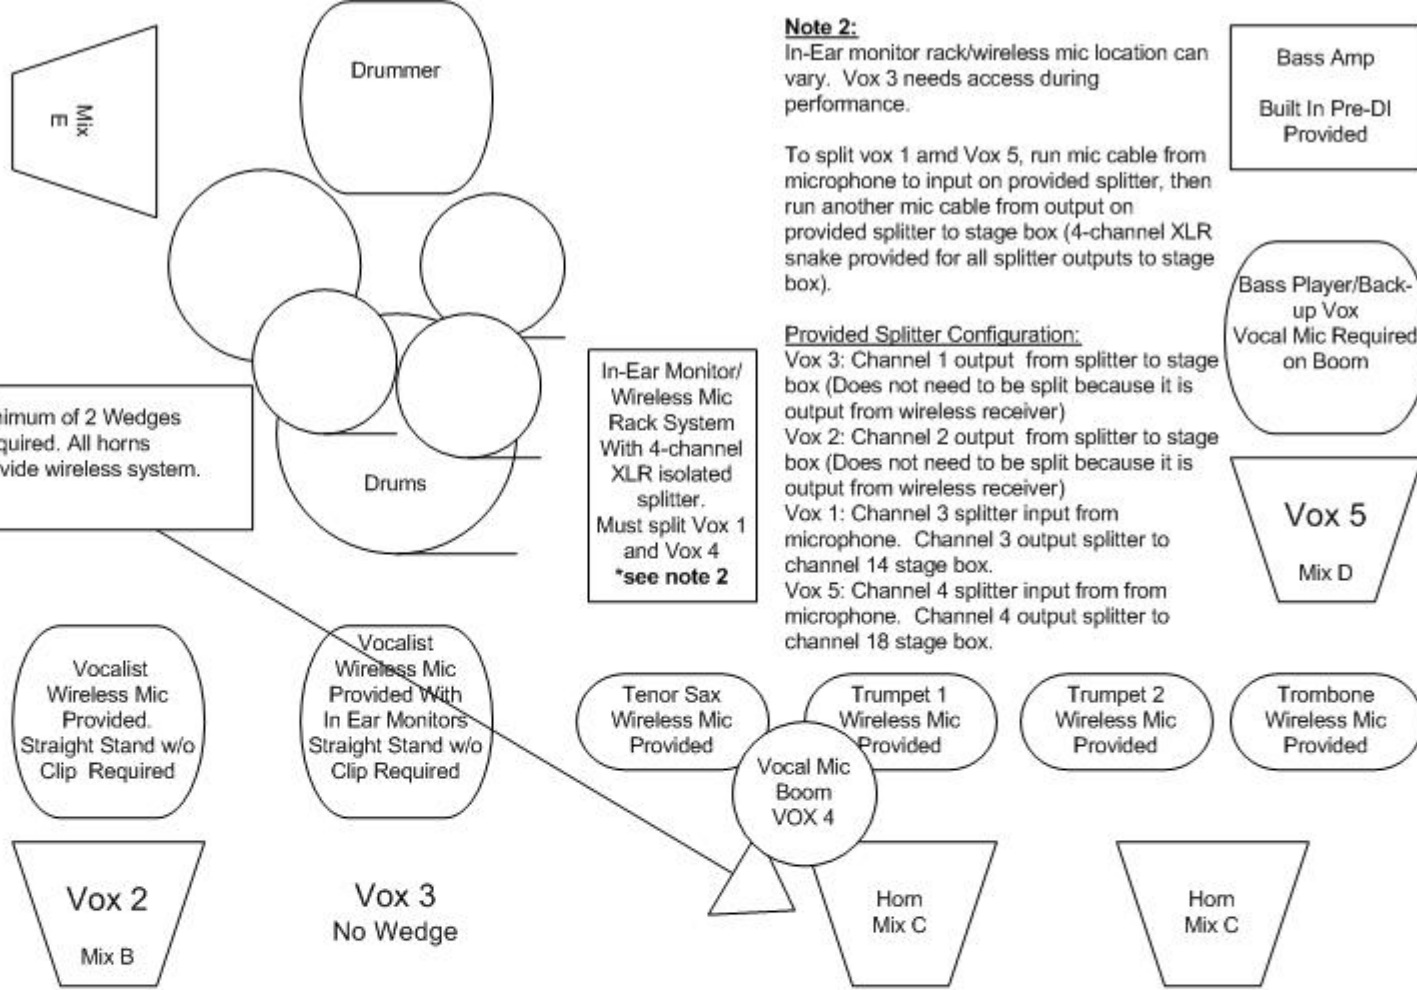 Mix
E
Drummer
Note 2:
In-Ear monitor rack/wireless mic location can
vary. Vox 3 needs access during
performance.
To split vox 1 amd Vox 5, run mic cable from
microphone to input on provided splitter, then
run another mic cable from output on
provided splitter to stage box (4-channel XLR
snake provided for all splitter outputs to stage
box).
Provided Splitter Configuration:
Vox 3: Channel 1 output from splitter to stage
box (Does not need to be split because it is
output from wireless receiver)
Vox 2: Channel 2 output from splitter to stage
box (Does not need to be split because it is
output from wireless receiver)
Vox 1: Channel 3 splitter input from
microphone. Channel 3 output splitter to
channel 14 stage box.
Vox 5: Channel 4 splitter input from from
microphone. Channel 4 output splitter to
channel 18 stage box.
Bass Amp
Built In Pre-DI
Provided
Bass Player/Back-
up Vox
Vocal Mic Required
on Boom
Vox 5
Mix D
of 2 Wedges
All horns
wireless system.
Drums
In-Ear Monitor/
Wireless Mic
Rack System
With 4-channel
XLR isolated
splitter.
Must split Vox 1
and Vox 4
*see note 2
Vocalist
Wireless Mic
Provided.
Straight Stand w/o
Clip Required
Vocalist
Wireless Mic
Provided With
In Ear Monitors
Straight Stand w/o
Clip Required
Tenor Sax
Wireless Mic
Provided
Trumpet 1
Wireless Mic
Provided
Trumpet 2
Wireless Mic
Provided
Trombone
Wireless Mic
Provided
Vocal Mic
Boom
VOX 4
Vox 2
Mix B
Vox 3
No Wedge
Horn
Mix C
Horn
Mix C